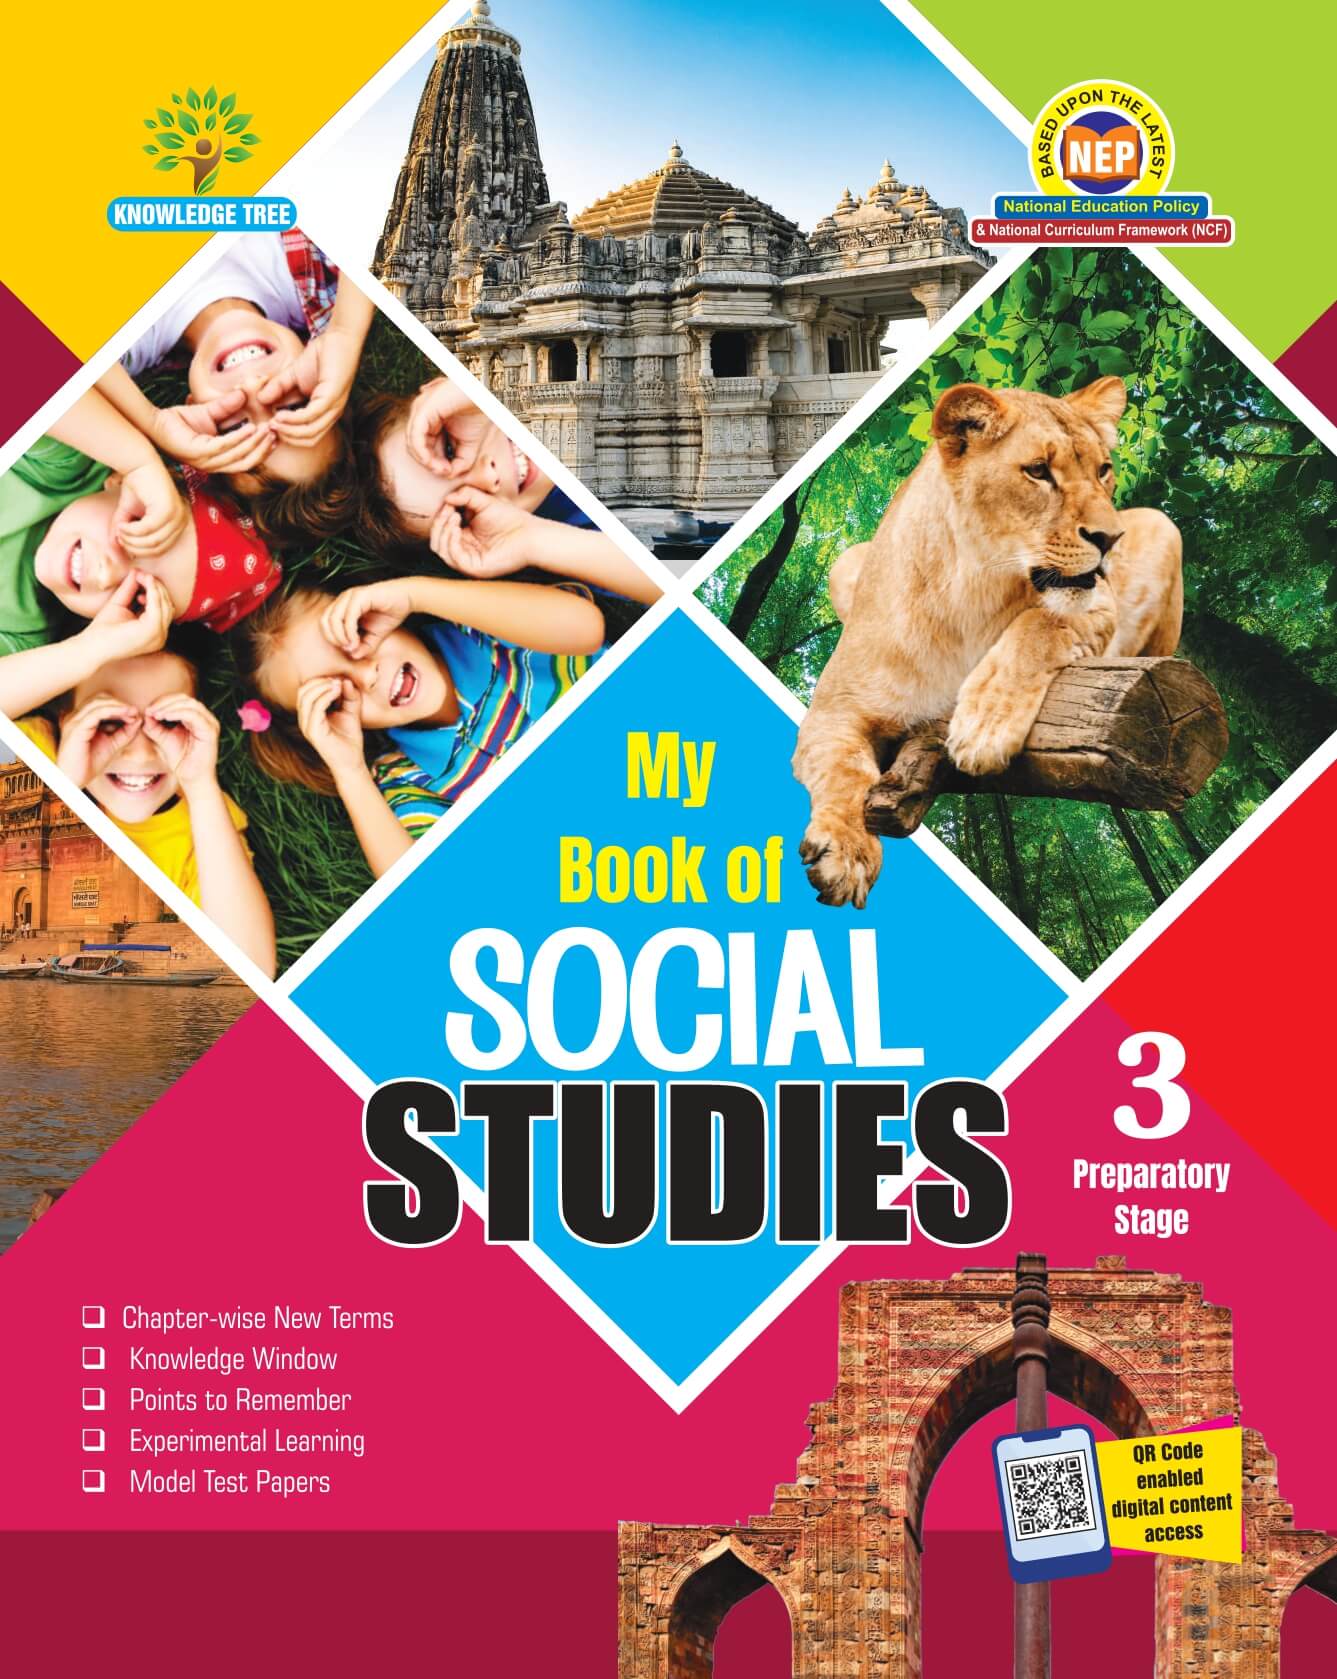 KNOWLEDGE TREE
BASED UPON THE LATEST
NEP
National Education Policy
& National Curriculum Framework (NCF)
My
Book of
SOCIAL
STUDIES
3
Preparatory
Stage
❑ Chapter-wise New Terms
❑ Knowledge Window
❑ Points to Remember
❑ Experimental Learning
❑ Model Test Papers
QR Code
enabled
digital content
access